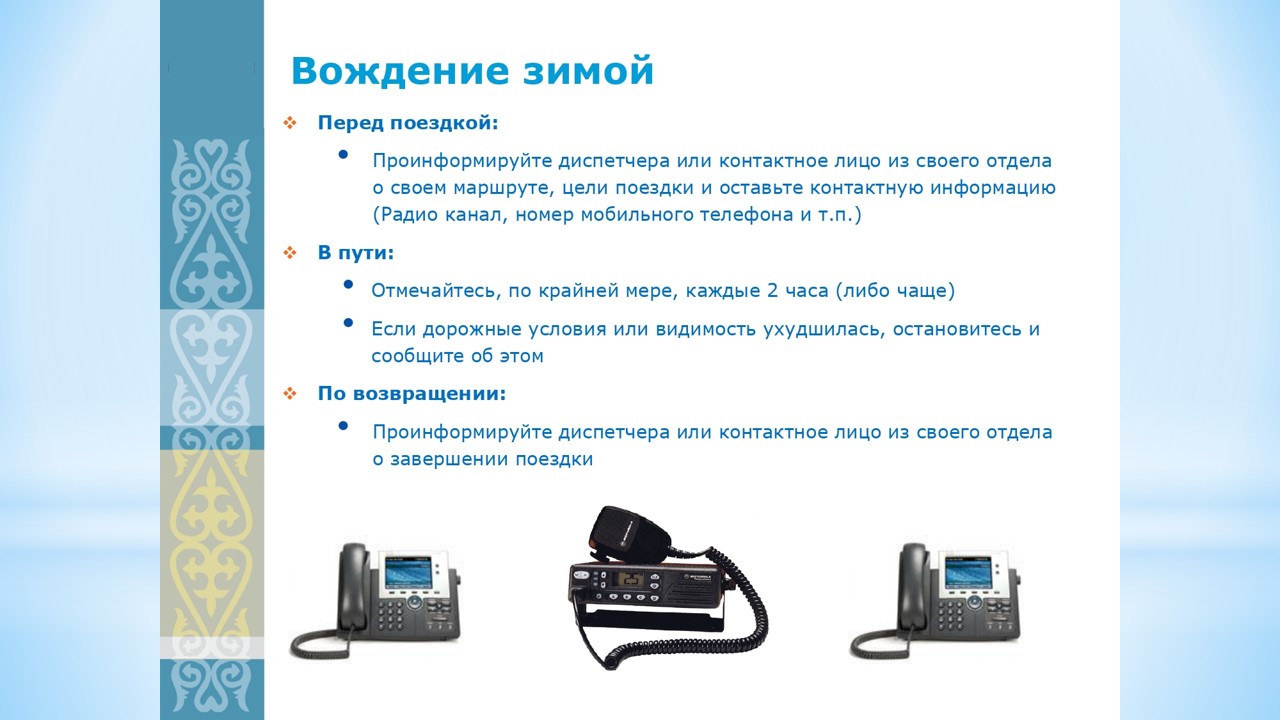 Вождение зимой
Перед поездкой:
Проинформируйте диспетчера или контактное лицо из своего отдела
о своем маршруте, цели поездки и оставьте контактную информацию
(Радио канал, номер мобильного телефона и т.п.)
В пути:
Отмечайтесь, по крайней мере, каждые 2 часа (либо чаще)
Если дорожные условия или видимость ухудшилась, остановитесь и
сообщите об этом
По возвращении:
Проинформируйте диспетчера или контактное лицо из своего отдела
о завершении поездки